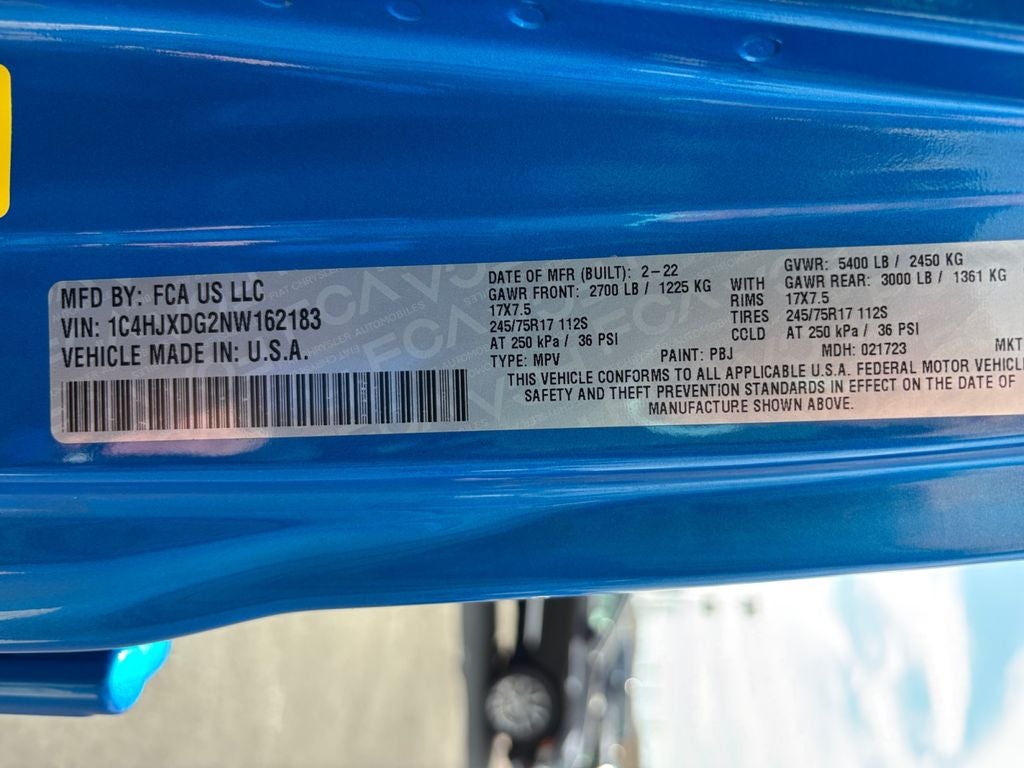 MFD BY: FCA US LLC
VIN: 1C4HJXDG2NW162183
VEHICLE MADE IN: U.S.A.
DATE OF MFR (BUILT): 2-22 GVWR: 5400 LB / 2450 KG
GAWR FRONT: 2700 LB / 1225 KG WITH GAWR REAR: 3000 LB / 1361 KG
17X7.5 RIMS 17X7.5
245/75R17 112S TIRES 245/75R17 112S
AT 250 kPa / 36 PSI COLD AT 250 kPa / 36 PSI
TYPE: MPV PAINT: PBJ MDH: 021723 MKT
THIS VEHICLE CONFORMS TO ALL APPLICABLE U.S.A. FEDERAL MOTOR VEHICLE
SAFETY AND THEFT PREVENTION STANDARDS IN EFFECT ON THE DATE OF
MANUFACTURE SHOWN ABOVE.